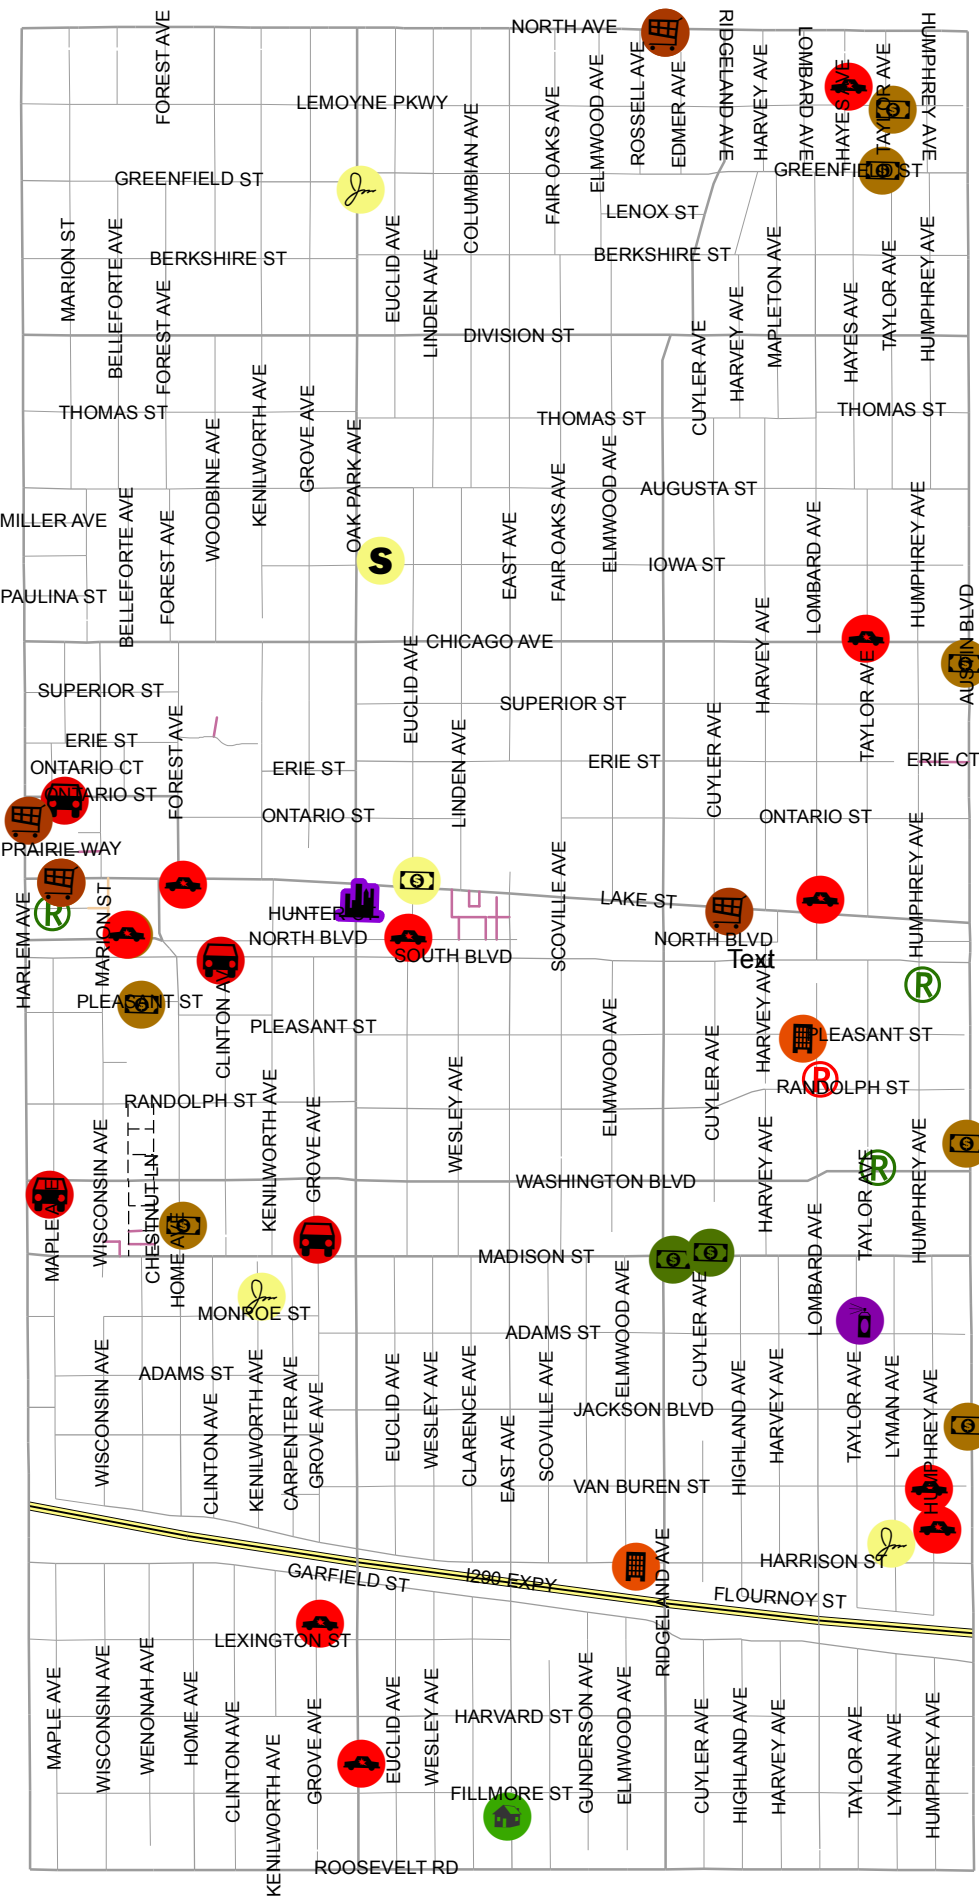 NORTH AVE
FOREST AVE
RIDGELAND AVE
HUMPHREY AVE
LOMBARD AVE
HARVEY AVE
ROSSELL AVE
EDMER AVE
ELMWOOD AVE
HAYES AVE
TAYLOR AVE
FAIR OAKS AVE
COLUMBIAN AVE
LEMOYNE PKWY
GREENFIELD ST
GREENFIELD ST
LENOX ST
BERKSHIRE ST
BERKSHIRE ST
MARION ST
BELLEFORTE AVE
FOREST AVE
EUCLID AVE
LINDEN AVE
MAPLETON AVE
HARVEY AVE
HAYES AVE
TAYLOR AVE
HUMPHREY AVE
CUYLER AVE
DIVISION ST
THOMAS ST
THOMAS ST
THOMAS ST
WOODBINE AVE
KENILWORTH AVE
GROVE AVE
OAK PARK AVE
AUGUSTA ST
MILLER AVE
BELLEFORTE AVE
FOREST AVE
EAST AVE
FAIR OAKS AVE
ELMWOOD AVE
LOMBARD AVE
HUMPHREY AVE
S
IOWA ST
PAULINA ST
CHICAGO AVE
EUCLID AVE
HARVEY AVE
TAYLOR AVE
AUSTIN BLVD
SUPERIOR ST
SUPERIOR ST
ERIE ST
ERIE ST
ERIE ST
ERIE CT
FOREST AVE
LINDEN AVE
CUYLER AVE
ONTARIO CT
ONTARIO ST
ONTARIO ST
ONTARIO ST
PRAIRIE WAY
HARLEM AVE
MARION ST
R
SCOVILLE AVE
LAKE ST
HUMPHREY AVE
HUNTER CT
NORTH BLVD
NORTH BLVD
SOUTH BLVD
Text
R
PLEASANT ST
PLEASANT ST
PLEASANT ST
CLINTON AVE
HARVEY AVE
ELMWOOD AVE
CUYLER AVE
R
RANDOLPH ST
RANDOLPH ST
WISCONSIN AVE
CHESTNUT LN
KENILWORTH AVE
GROVE AVE
WESLEY AVE
HARVEY AVE
TAYLOR AVE
R
HUMPHREY AVE
WASHINGTON BLVD
MAPLE AVE
HOME AVE
MADISON ST
LOMBARD AVE
MONROE ST
ELMWOOD AVE
CUYLER AVE
ADAMS ST
ADAMS ST
WISCONSIN AVE
CLINTON AVE
KENILWORTH AVE
CARPENTER AVE
GROVE AVE
EUCLID AVE
WESLEY AVE
CLARENCE AVE
EAST AVE
SCOVILLE AVE
JACKSON BLVD
HIGHLAND AVE
HARVEY AVE
TAYLOR AVE
LYMAN AVE
HUMPHREY AVE
VAN BUREN ST
HARRISON ST
GARFIELD ST
I290 EXPY
RIDGELAND AVE
FLOURNOY ST
LEXINGTON ST
MAPLE AVE
WISCONSIN AVE
WENONAH AVE
HOME AVE
CLINTON AVE
KENILWORTH AVE
GROVE AVE
EUCLID AVE
WESLEY AVE
HARVARD ST
GUNDERSON AVE
ELMWOOD AVE
CUYLER AVE
HIGHLAND AVE
HARVEY AVE
TAYLOR AVE
LYMAN AVE
HUMPHREY AVE
FILLMORE ST
ROOSEVELT RD